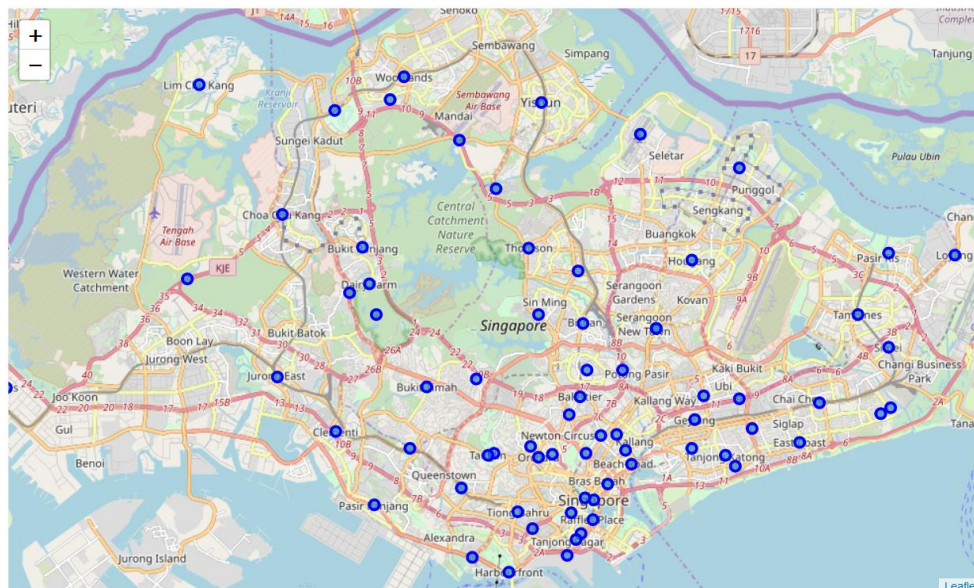 Senoko
14A
17
1716
Sembawang
Simpang
Tanjung
+
−
Lim Chu Kang
Kranji
Reservoir
10B
Woodlands
Sembawang
Air Base
Mandai
Yishun
Sungei Kadut
Seletar
Pulau Ubin
Punggol
Sengkang
Central
Catchment
Nature
Reserve
Choa Chu Kang
Tengah
Air Base
Bukit Panjang
Thomson
Buangkok
Hougang
Pasir Ris
Western Water
Catchment
KJE
Dairy Farm
Serangoon
Gardens
Kovan
Sin Ming
Singapore
Bishan
Serangoon
New Town
Tampines
Bukit Batok
Boon Lay
Jurong West
Simei
Changi Business
Park
Joo Koon
Jurong East
Bukit Timah
Potong Pasir
Kaki Bukit
Ubi
Balestier
Kallang Way
Chai Chee
Gul
Clementi
Newton Circus
Kallang
Geylang
Siglap
Benoi
Beach Road
Tanjong Katong
East Coast
Queenstown
Bras Basah
Singapore
Pasir Panjang
Tiong Bahru
Raffles Place
Alexandra
Tanjong Pagar
Jurong Island
Harbourfront